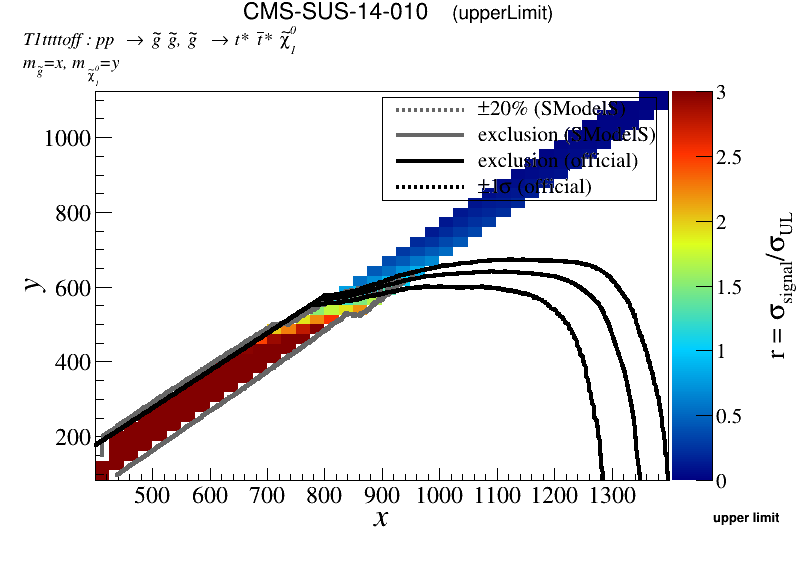 CMS-SUS-14-010 (upperLimit)
T1ttttoff : pp → g̃ g̃, g̃ → t* t̄* χ̃⁰₁
m_g̃=x, m_χ̃⁰₁=y
±20% (SModelS)
exclusion (SModelS)
exclusion (official)
±1σ (official)
1000
800
600
400
200
y
500 600 700 800 900 1000 1100 1200 1300
x
3
2.5
2
1.5
1
0.5
0
r = σ_signal/σ_UL
upper limit